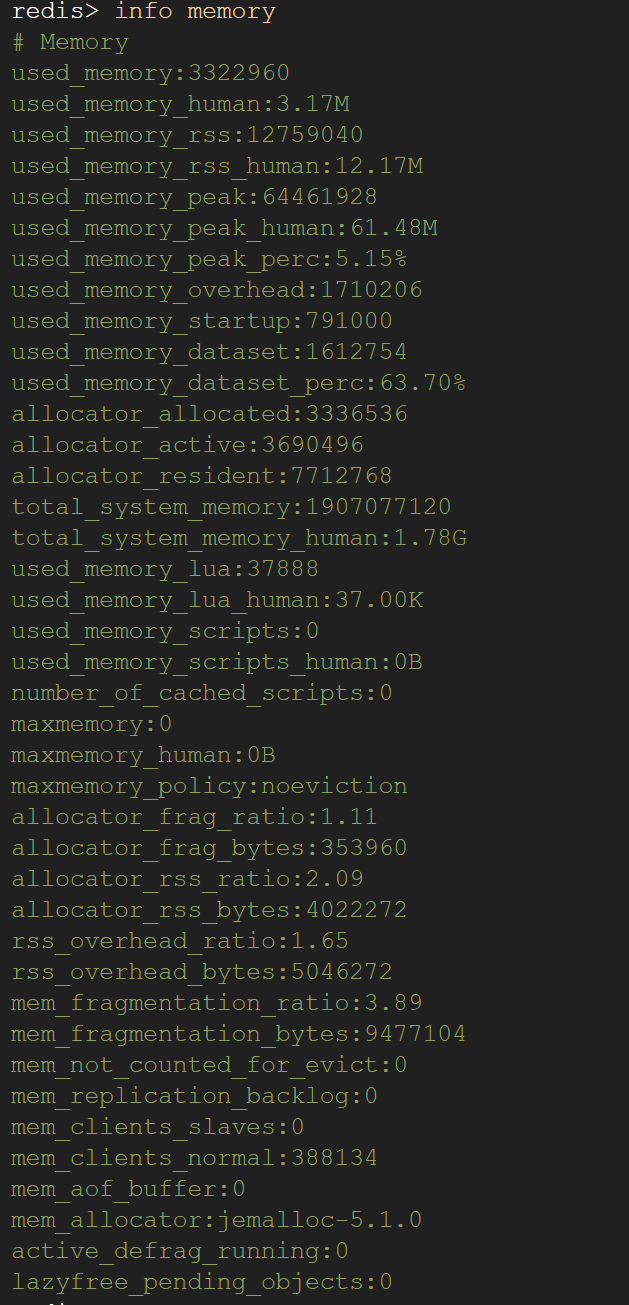 redis> info memory
# Memory
used_memory:3322960
used_memory_human:3.17M
used_memory_rss:12759040
used_memory_rss_human:12.17M
used_memory_peak:64461928
used_memory_peak_human:61.48M
used_memory_peak_perc:5.15%
used_memory_overhead:1710206
used_memory_startup:791000
used_memory_dataset:1612754
used_memory_dataset_perc:63.70%
allocator_allocated:3336536
allocator_active:3690496
allocator_resident:7712768
total_system_memory:1907077120
total_system_memory_human:1.78G
used_memory_lua:37888
used_memory_lua_human:37.00K
used_memory_scripts:0
used_memory_scripts_human:0B
number_of_cached_scripts:0
maxmemory:0
maxmemory_human:0B
maxmemory_policy:noeviction
allocator_frag_ratio:1.11
allocator_frag_bytes:353960
allocator_rss_ratio:2.09
allocator_rss_bytes:4022272
rss_overhead_ratio:1.65
rss_overhead_bytes:5046272
mem_fragmentation_ratio:3.89
mem_fragmentation_bytes:9477104
mem_not_counted_for_evict:0
mem_replication_backlog:0
mem_clients_slaves:0
mem_clients_normal:388134
mem_aof_buffer:0
mem_allocator:jemalloc-5.1.0
active_defrag_running:0
lazyfree_pending_objects:0